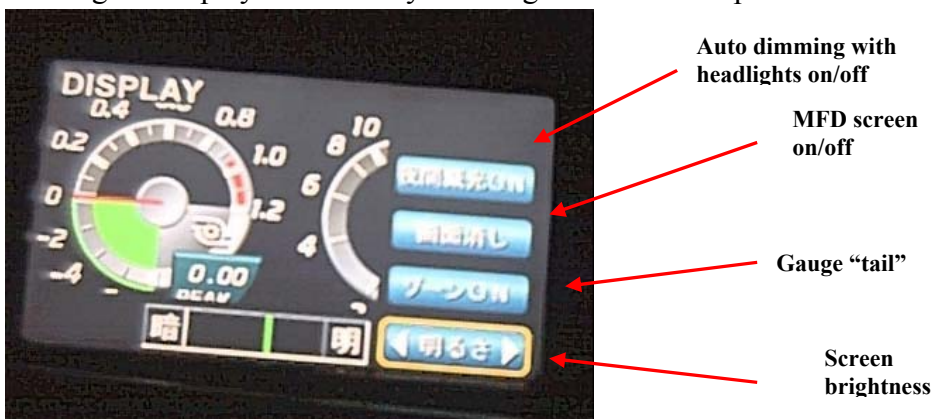 Auto dimming with
headlights on/off
MFD screen
on/off
Gauge “tail”
Screen
brightness
DISPLAY
0.4
0.8
0.2
1.0
0
1.2
-2
-4
0.00
PEAK
10
8
6
4
夜間減光ON
画面消し
ゾーンON
暗
明
◀ 明るさ ▶